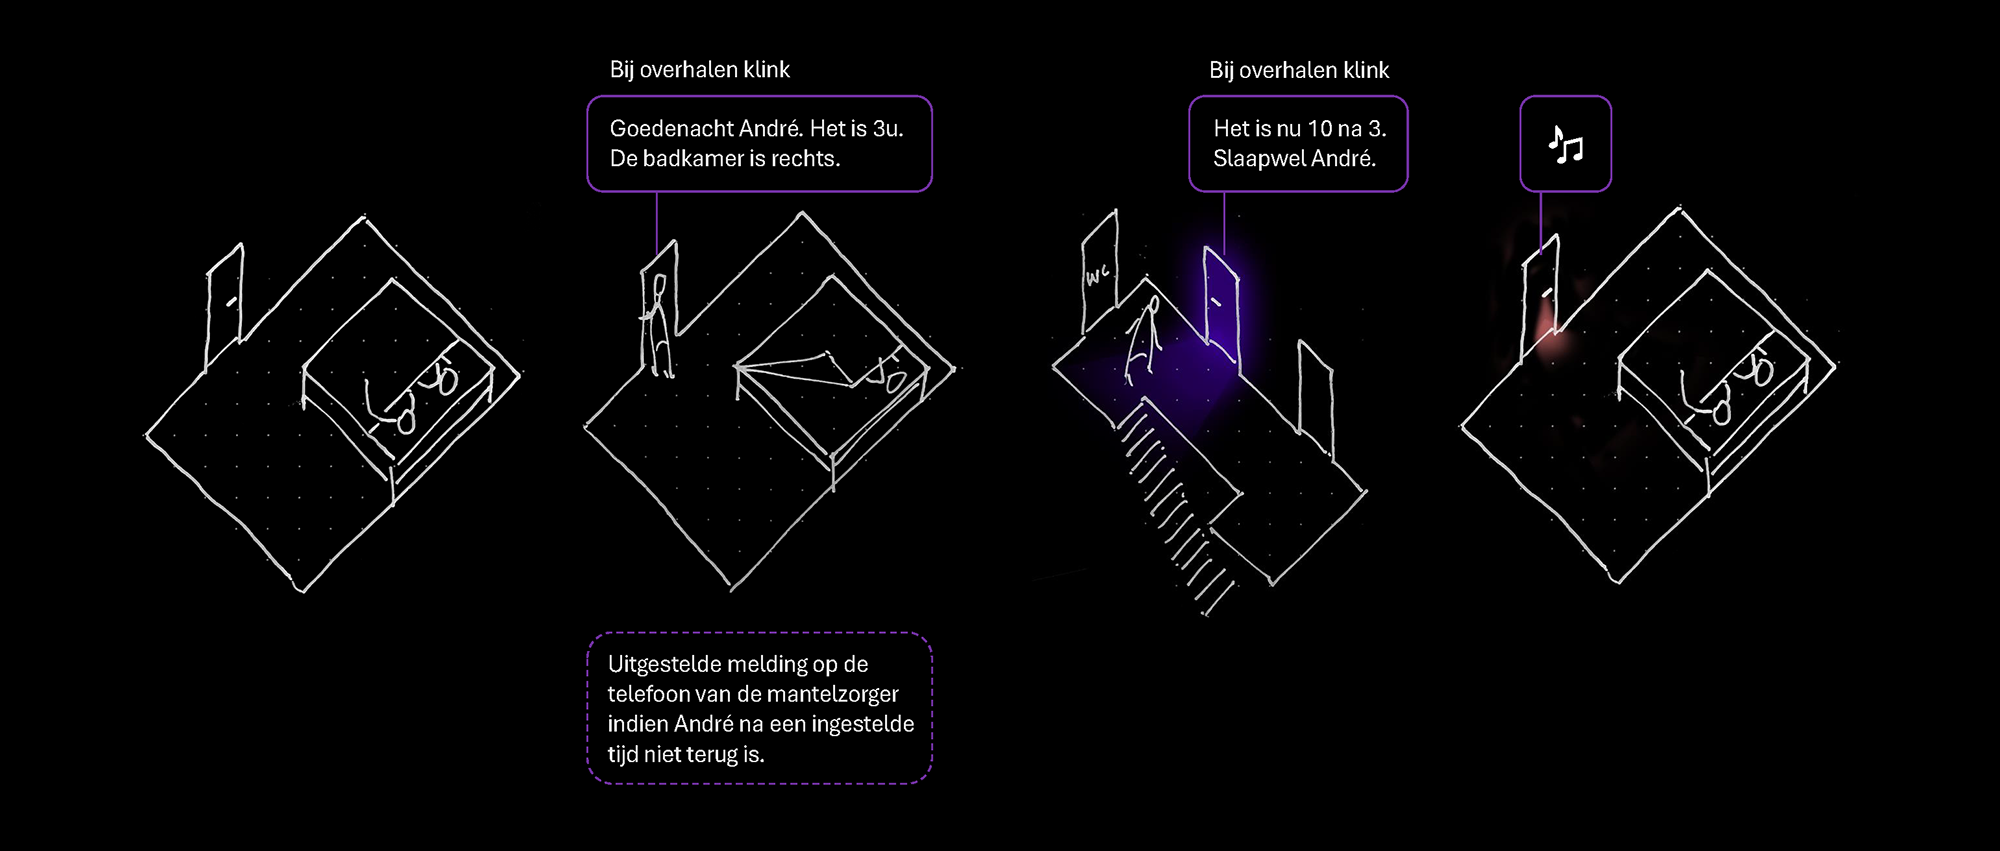 Bij overhalen klink
Goedenacht André. Het is 3u.
De badkamer is rechts.
Bij overhalen klink
Het is nu 10 na 3.
Slaapwel André.
WC
Uitgestelde melding op de
telefoon van de mantelzorger
indien André na een ingestelde
tijd niet terug is.